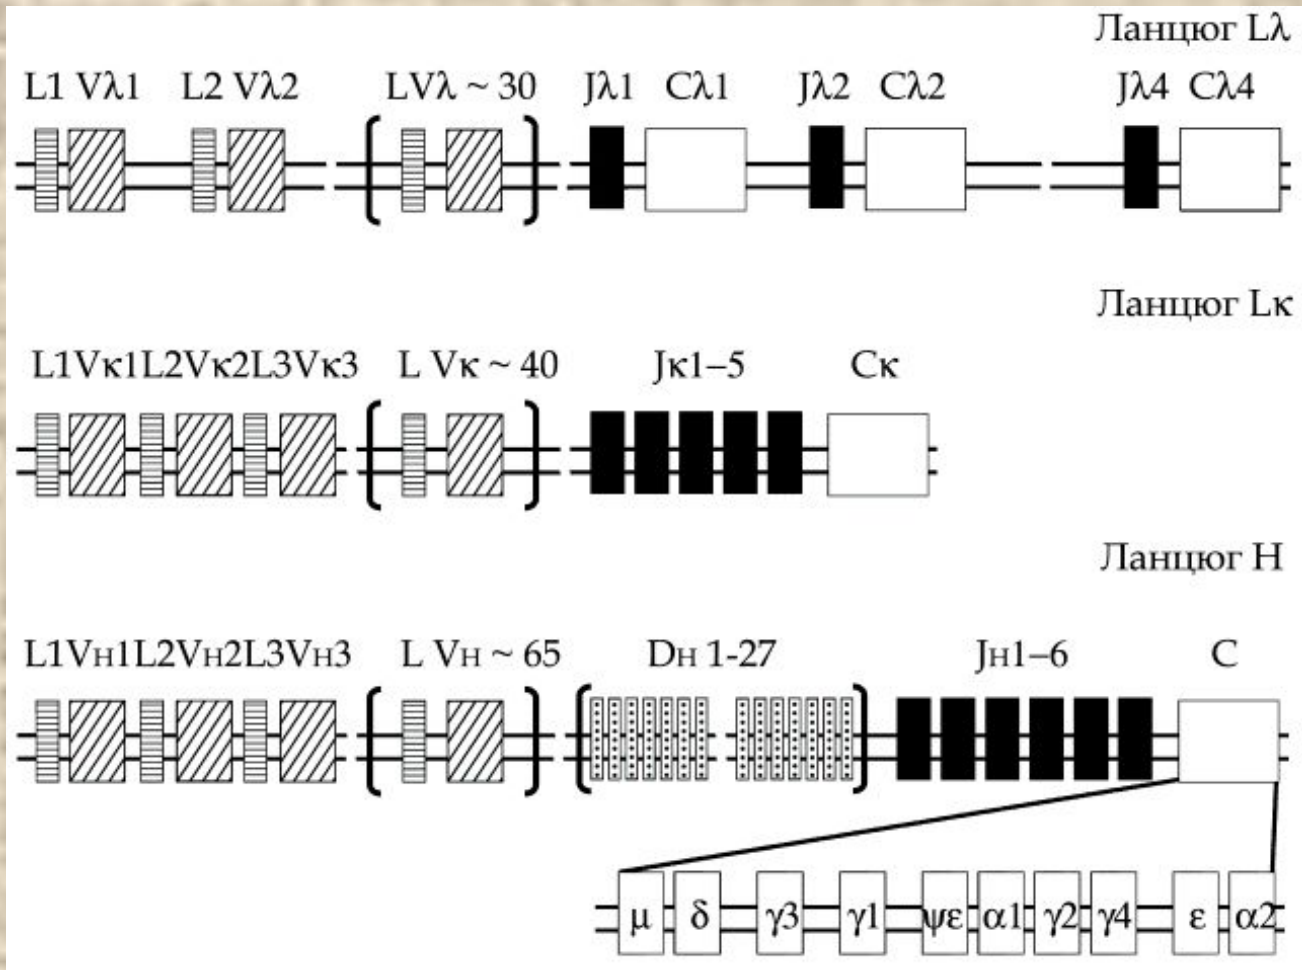 Ланцюг Lλ
L1 Vλ1 L2 Vλ2 LVλ ~ 30 Jλ1 Cλ1 Jλ2 Cλ2 Jλ4 Cλ4
Ланцюг Lκ
L1Vκ1L2Vκ2L3Vκ3 L Vκ ~ 40 Jκ1–5 Cκ
Ланцюг H
L1VH1L2VH2L3VH3 L VH ~ 65 DH 1-27 JH1–6 C
μ δ γ3 γ1 ψε α1 γ2 γ4 ε α2